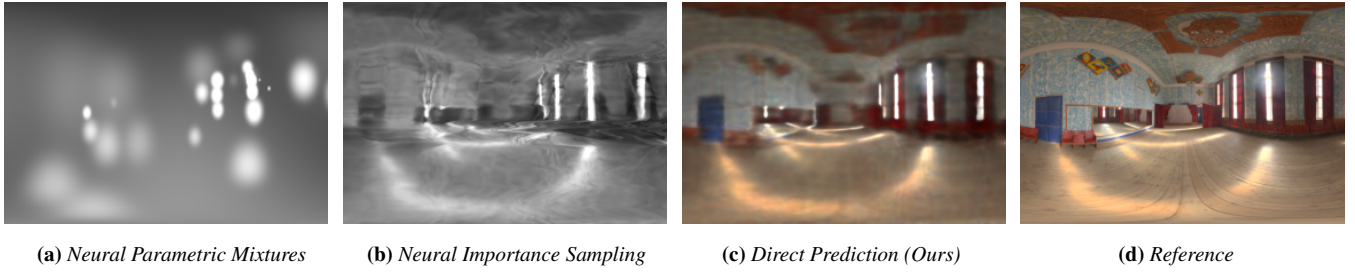 (a) Neural Parametric Mixtures
(b) Neural Importance Sampling
(c) Direct Prediction (Ours)
(d) Reference